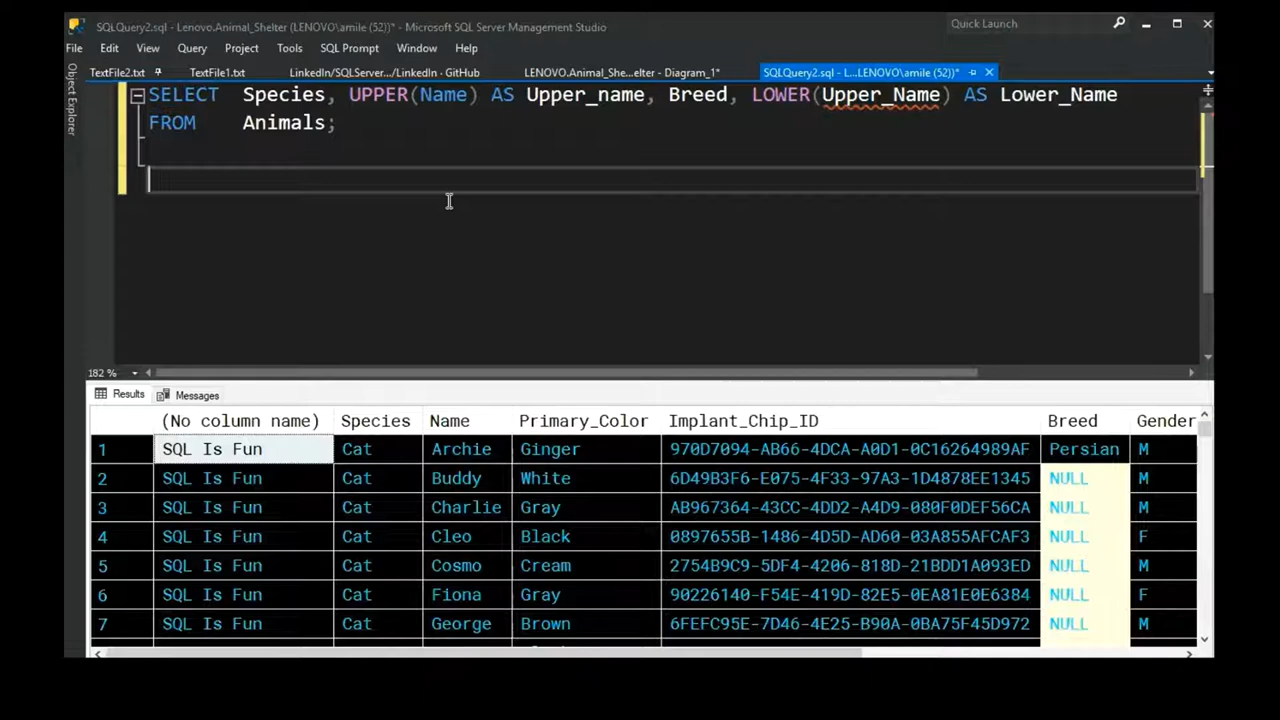 SQLQuery2.sql - Lenovo.Animal_Shelter (LENOVO\amile (52))* - Microsoft SQL Server Management Studio
Quick Launch
File Edit View Query Project Tools SQL Prompt Window Help
TextFile2.txt TextFile1.txt LinkedIn/SQLServer.../LinkedIn · GitHub LENOVO.Animal_She...elter - Diagram_1* SQLQuery2.sql - L...LENOVO\amile (52))*
Object Explorer
SELECT Species, UPPER(Name) AS Upper_name, Breed, LOWER(Upper_Name) AS Lower_Name
FROM Animals;
182 %
Results Messages
(No column name) Species Name Primary_Color Implant_Chip_ID Breed Gender
1 SQL Is Fun Cat Archie Ginger 970D7094-AB66-4DCA-A0D1-0C16264989AF Persian M
2 SQL Is Fun Cat Buddy White 6D49B3F6-E075-4F33-97A3-1D4878EE1345 NULL M
3 SQL Is Fun Cat Charlie Gray AB967364-43CC-4DD2-A4D9-080F0DEF56CA NULL M
4 SQL Is Fun Cat Cleo Black 0897655B-1486-4D5D-AD60-03A855AFCAF3 NULL F
5 SQL Is Fun Cat Cosmo Cream 2754B9C9-5DF4-4206-818D-21BDD1A093ED NULL M
6 SQL Is Fun Cat Fiona Gray 90226140-F54E-419D-82E5-0EA81E0E6384 NULL F
7 SQL Is Fun Cat George Brown 6FEFC95E-7D46-4E25-B90A-0BA75F45D972 NULL M